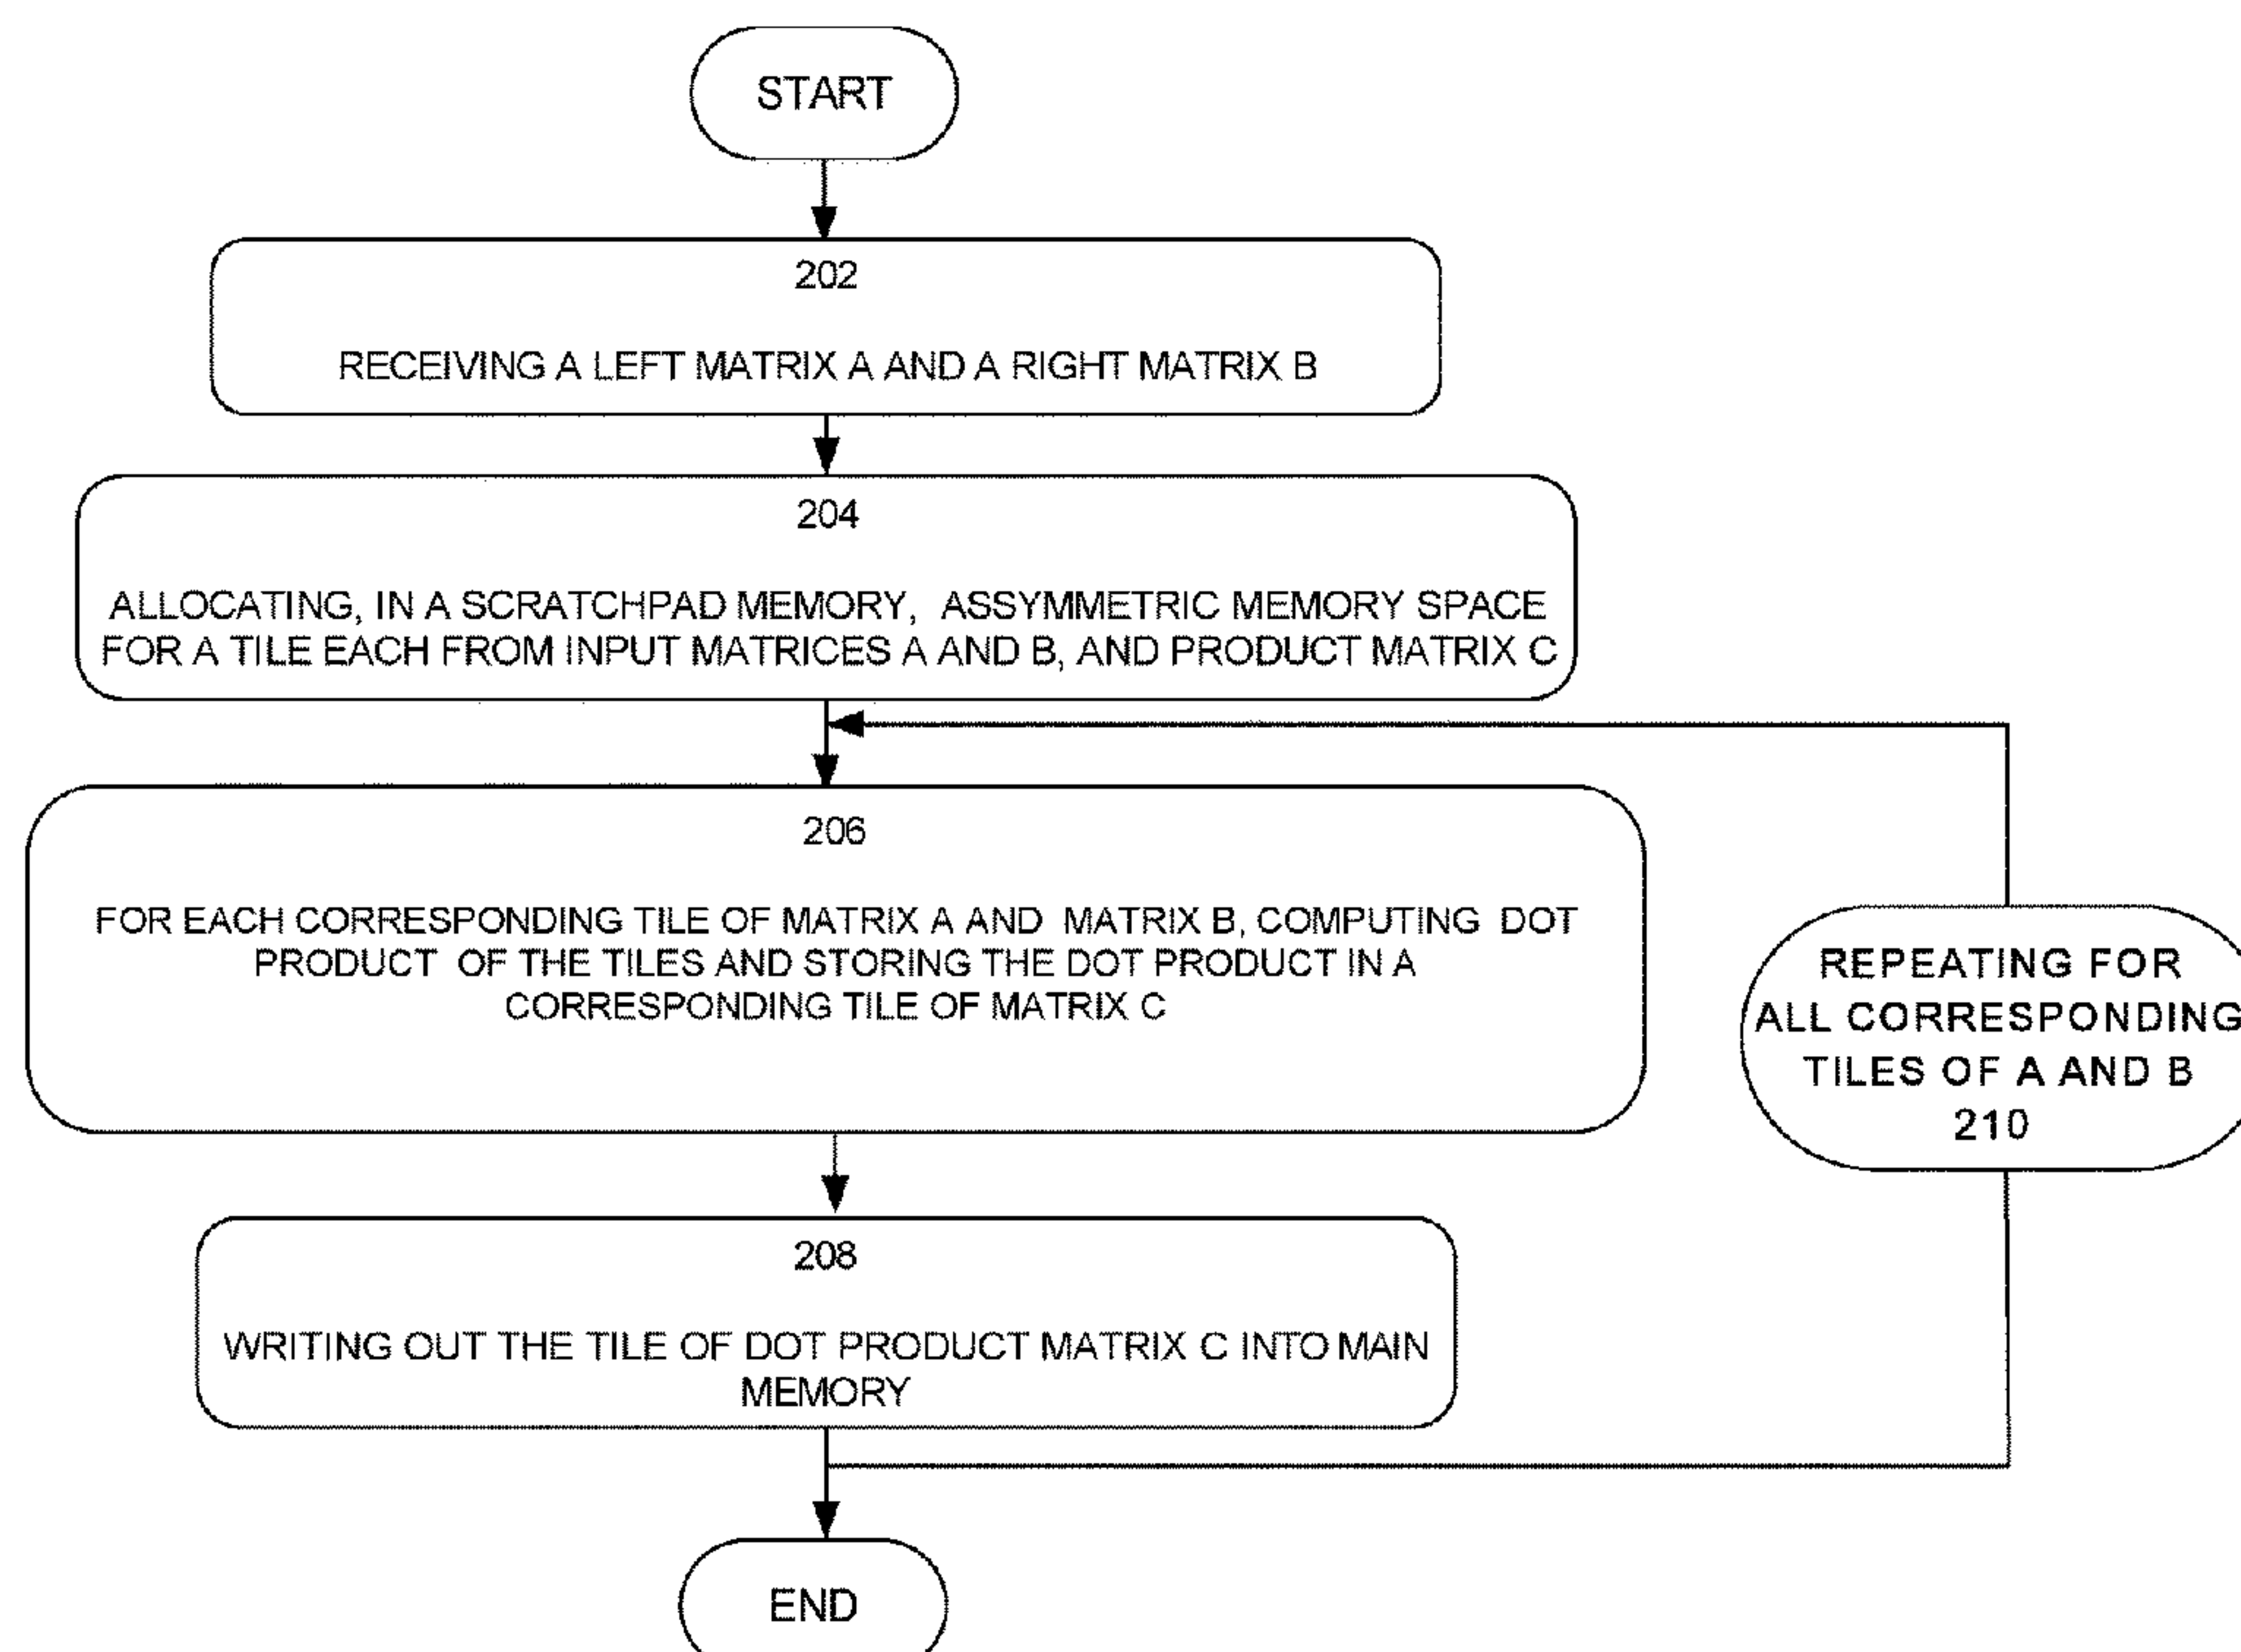 START
202
RECEIVING A LEFT MATRIX A AND A RIGHT MATRIX B
204
ALLOCATING, IN A SCRATCHPAD MEMORY, ASSYMMETRIC MEMORY SPACE
FOR A TILE EACH FROM INPUT MATRICES A AND B, AND PRODUCT MATRIX C
206
FOR EACH CORRESPONDING TILE OF MATRIX A AND MATRIX B, COMPUTING DOT
PRODUCT OF THE TILES AND STORING THE DOT PRODUCT IN A
CORRESPONDING TILE OF MATRIX C
REPEATING FOR
ALL CORRESPONDING
TILES OF A AND B
210
208
WRITING OUT THE TILE OF DOT PRODUCT MATRIX C INTO MAIN
MEMORY
END